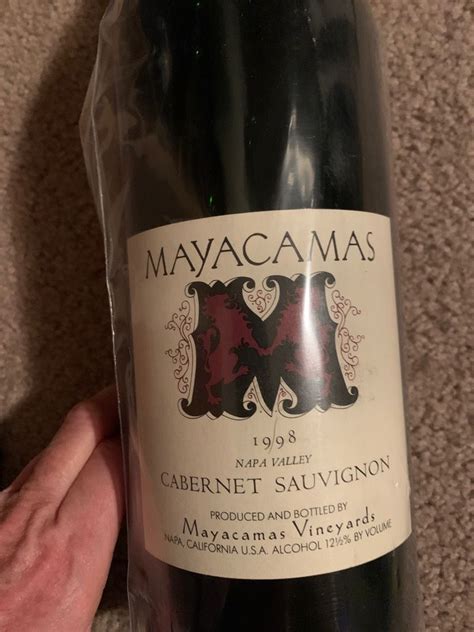 MAYACAMAS
M
1998
NAPA VALLEY
CABERNET SAUVIGNON
PRODUCED AND BOTTLED BY
Mayacamas Vineyards
NAPA, CALIFORNIA U.S.A. ALCOHOL 12½% BY VOLUME